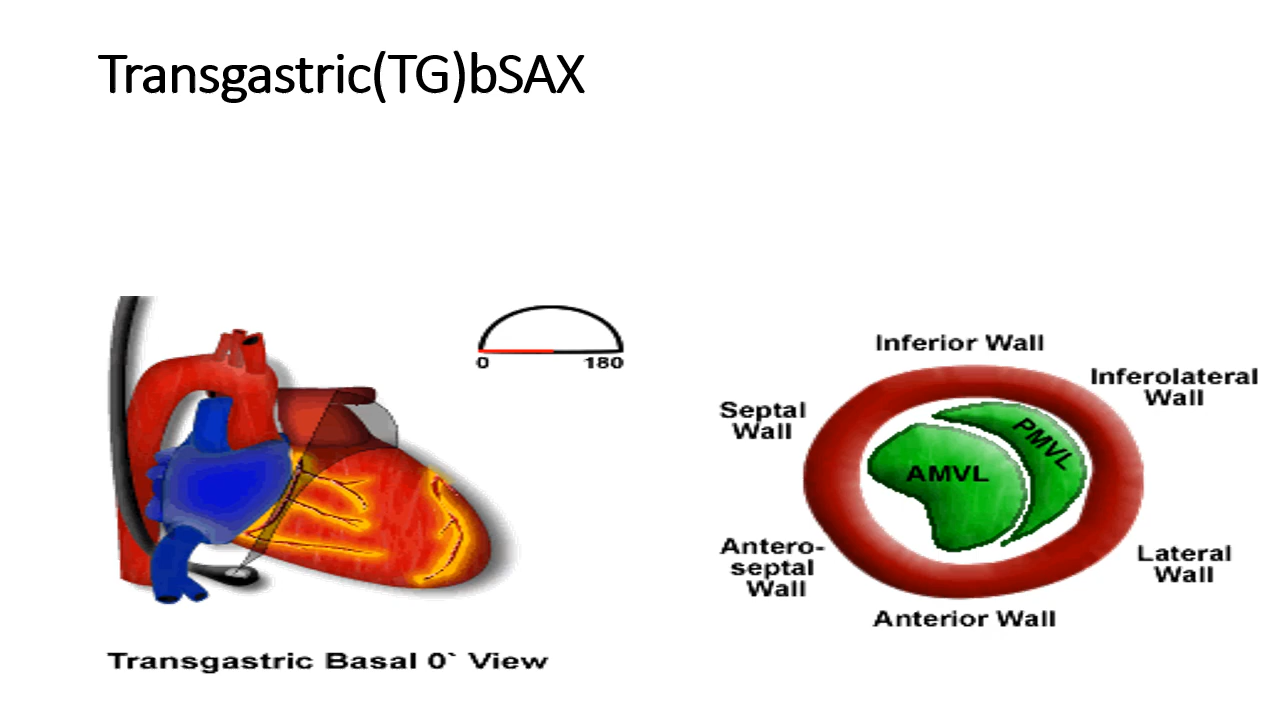 Transgastric(TG)bSAX
0
180
Transgastric Basal 0` View
Inferior Wall
Inferolateral
Wall
Septal
Wall
AMVL
PMVL
Antero-
septal
Wall
Lateral
Wall
Anterior Wall